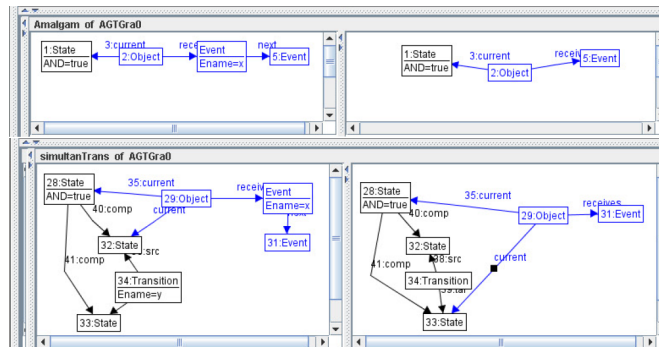 Amalgam of AGTGra0
1:State
AND=true
3:current
2:Object
Event
Ename=x
next
5:Event
1:State
AND=true
3:current
2:Object
5:Event
simultanTrans of AGTGra0
28:State
AND=true
35:current
29:Object
Event
Ename=x
40:comp
current
31:Event
32:State
41:comp
34:Transition
Ename=y
33:State
28:State
AND=true
35:current
29:Object
receives
31:Event
40:comp
32:State
current
41:comp
38:src
34:Transition
33:State